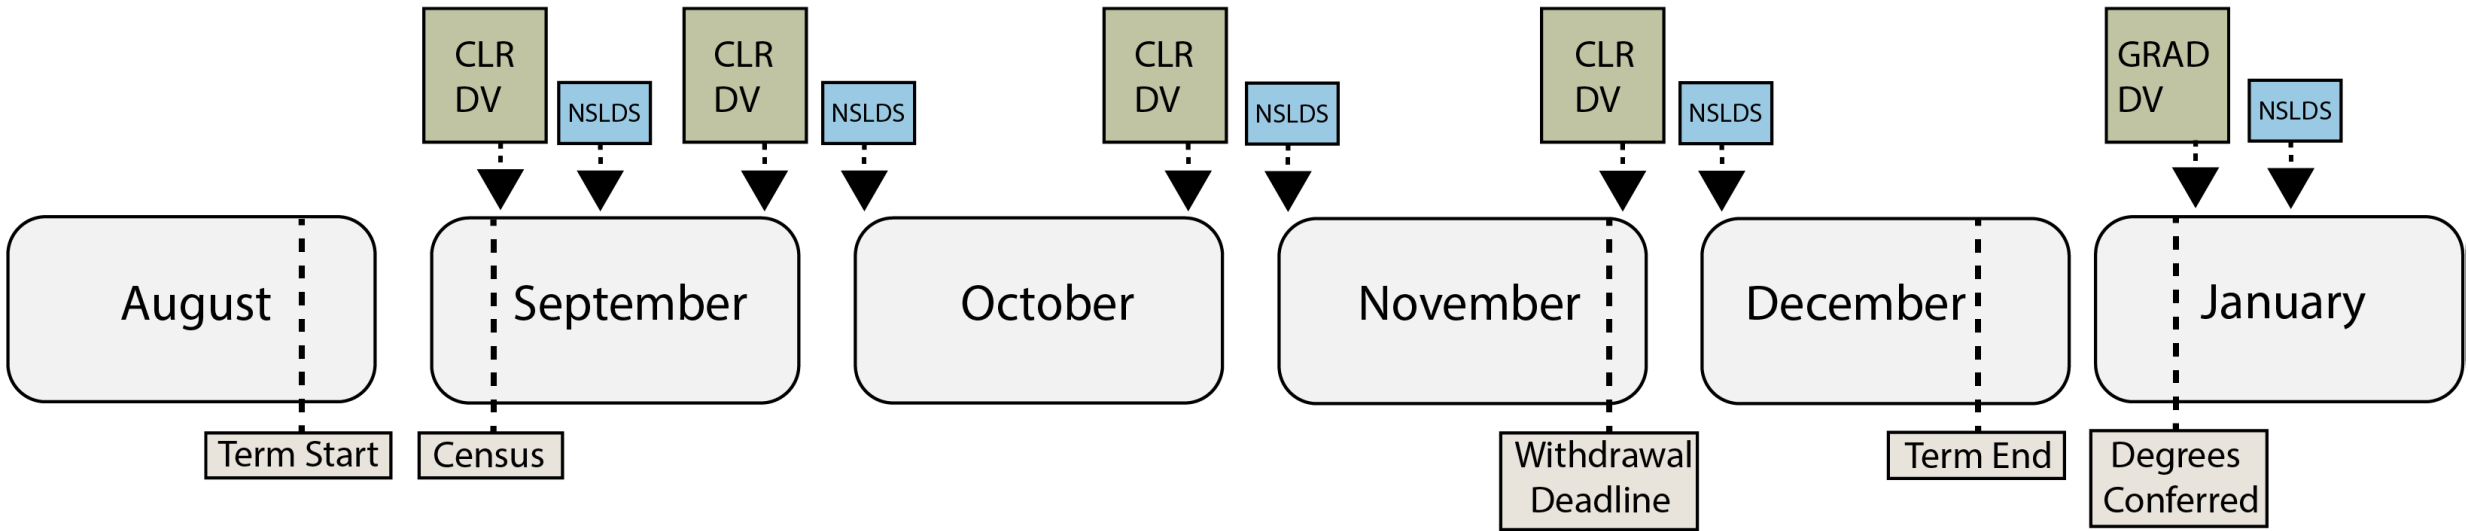 CLR
DV
NSLDS
CLR
DV
NSLDS
CLR
DV
NSLDS
CLR
DV
NSLDS
GRAD
DV
NSLDS
August
September
October
November
December
January
Term Start
Census
Withdrawal
Deadline
Term End
Degrees
Conferred